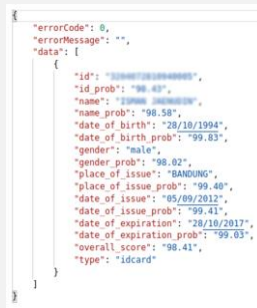 {
"errorCode": 0,
"errorMessage": "",
"data": [
{
"id": "
"id_prob": "98.43",
"name": "
"name_prob": "98.58",
"date_of_birth": "28/10/1994",
"date_of_birth_prob": "99.83",
"gender": "male",
"gender_prob": "98.02",
"place_of_issue": "BANDUNG",
"place_of_issue_prob": "99.40",
"date_of_issue": "05/09/2012",
"date_of_issue_prob": "99.41",
"date_of_expiration": "28/10/2017",
"date_of_expiration_prob": "99.03",
"overall_score": "98.41",
"type": "idcard"
}
]
}